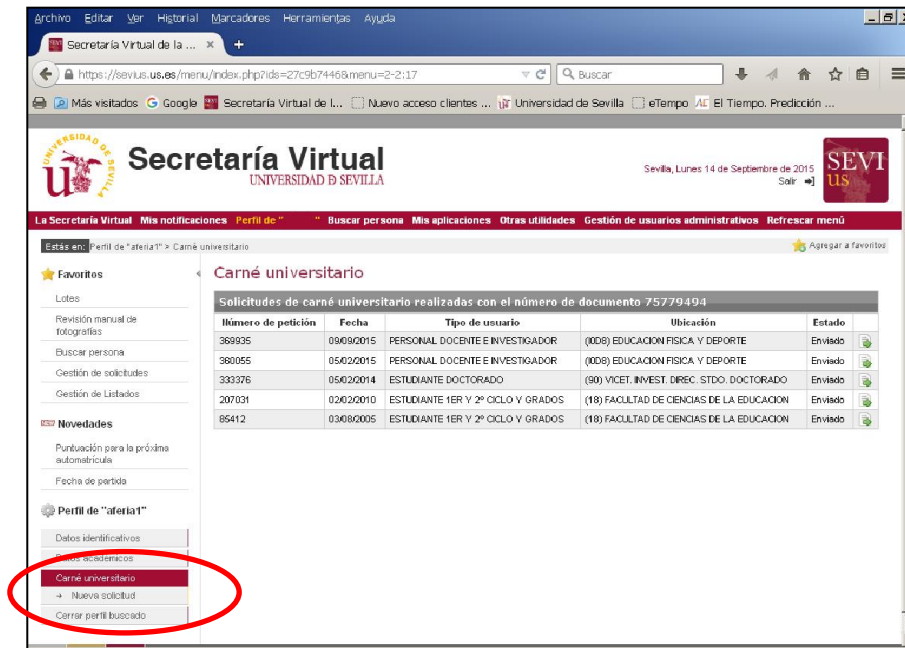 Archivo Editar Ver Historial Marcadores Herramientas Ayuda
Secretaría Virtual de la ... × +
https://sevius.us.es/menu/index.php?ids=27c9b7446&menu=2-2;17 Buscar
Más visitados Google Secretaría Virtual de l... Nuevo acceso clientes ... Universidad de Sevilla eTempo El Tiempo. Predicción ...
Secretaría Virtual
UNIVERSIDAD D SEVILLA
Sevilla, Lunes 14 de Septiembre de 2015
Salir
SEVI
US
La Secretaría Virtual Mis notificaciones Perfil de " " Buscar persona Mis aplicaciones Otras utilidades Gestión de usuarios administrativos Refrescar menú
Estás en: Perfil de "aferia1" > Carné universitario
Agregar a favoritos
Favoritos
Lotes
Revisión manual de
fotografías
Buscar persona
Gestión de solicitudes
Gestión de Listados
Novedades
Puntuación para la próxima
automatrícula
Fecha de partida
Perfil de "aferia1"
Datos identificativos
Datos académicos
Carné universitario
→ Nueva solicitud
Cerrar perfil buscado
Carné universitario
Solicitudes de carné universitario realizadas con el número de documento 75779494
Número de petición Fecha Tipo de usuario Ubicación Estado
369935 09/09/2015 PERSONAL DOCENTE E INVESTIGADOR (I0D8) EDUCACION FISICA Y DEPORTE Enviado
360055 05/02/2015 PERSONAL DOCENTE E INVESTIGADOR (I0D8) EDUCACION FISICA Y DEPORTE Enviado
333376 05/02/2014 ESTUDIANTE DOCTORADO (90) VICET. INVEST. DIREC. STDO. DOCTORADO Enviado
207031 02/02/2010 ESTUDIANTE 1ER Y 2º CICLO Y GRADOS (18) FACULTAD DE CIENCIAS DE LA EDUCACION Enviado
85412 03/08/2005 ESTUDIANTE 1ER Y 2º CICLO Y GRADOS (18) FACULTAD DE CIENCIAS DE LA EDUCACION Enviado